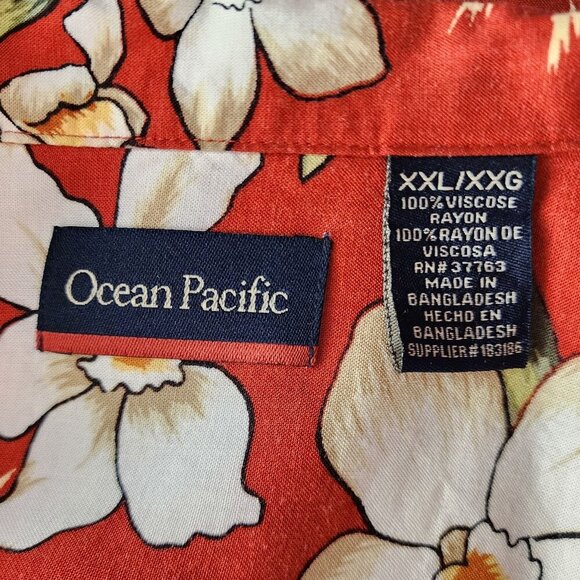 Ocean Pacific
XXL/XXG
100% VISCOSE
RAYON
100% RAYON DE
VISCOSA
RN# 37763
MADE IN
BANGLADESH
HECHO EN
BANGLADESH
SUPPLIER# 183186